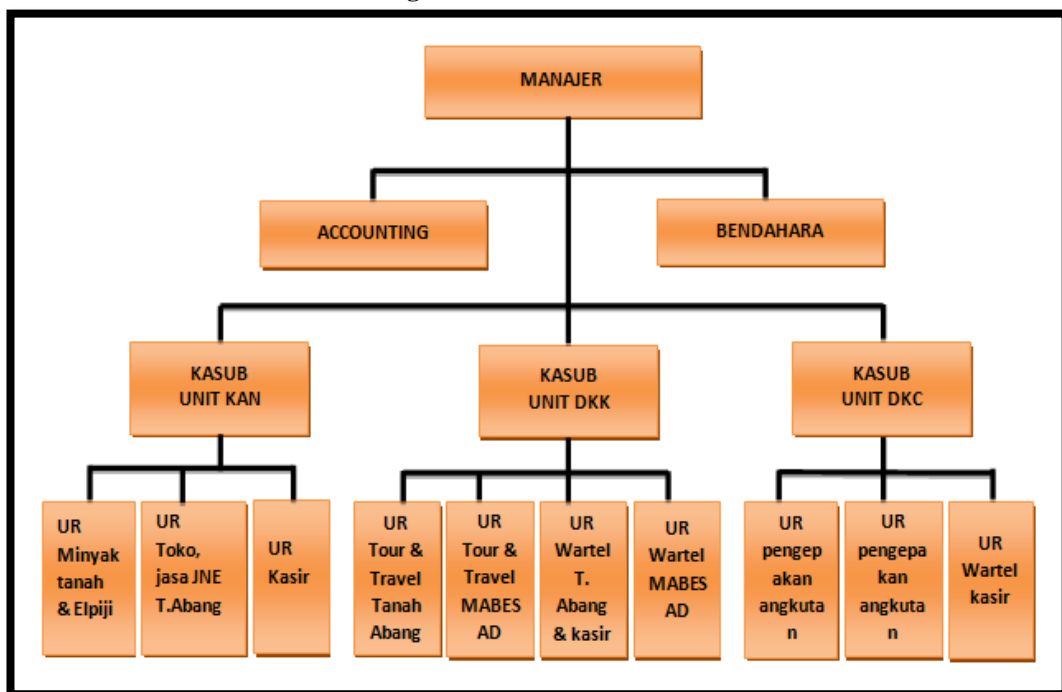 MANAJER
ACCOUNTING
BENDAHARA
KASUB
UNIT KAN
KASUB
UNIT DKK
KASUB
UNIT DKC
UR
Minyak
tanah
& Elpiji
UR
Toko,
jasa JNE
T.Abang
UR
Kasir
UR
Tour &
Travel
Tanah
Abang
UR
Tour &
Travel
MABES
AD
UR
Wartel
T.
Abang
& kasir
UR
Wartel
MABES
AD
UR
pengep
akan
angkuta
n
UR
pengepa
kan
angkuta
n
UR
Wartel
kasir